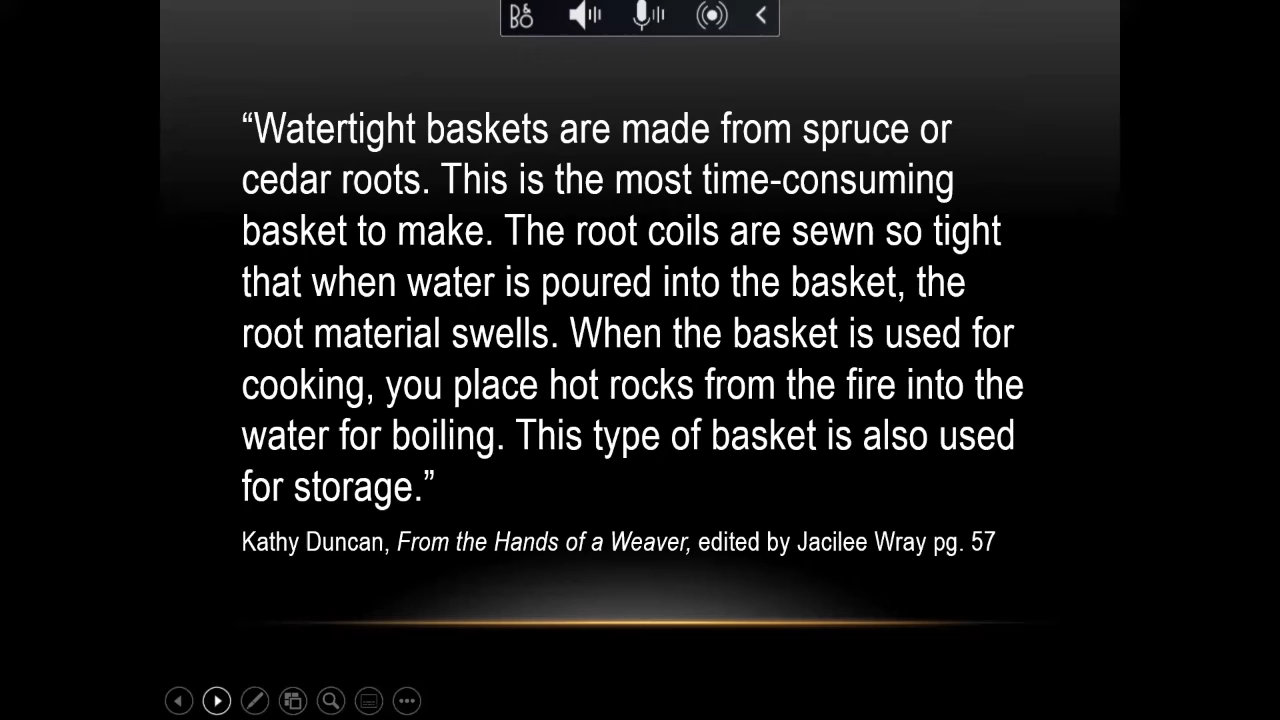 B&O
“Watertight baskets are made from spruce or
cedar roots. This is the most time-consuming
basket to make. The root coils are sewn so tight
that when water is poured into the basket, the
root material swells. When the basket is used for
cooking, you place hot rocks from the fire into the
water for boiling. This type of basket is also used
for storage.”
Kathy Duncan, From the Hands of a Weaver, edited by Jacilee Wray pg. 57